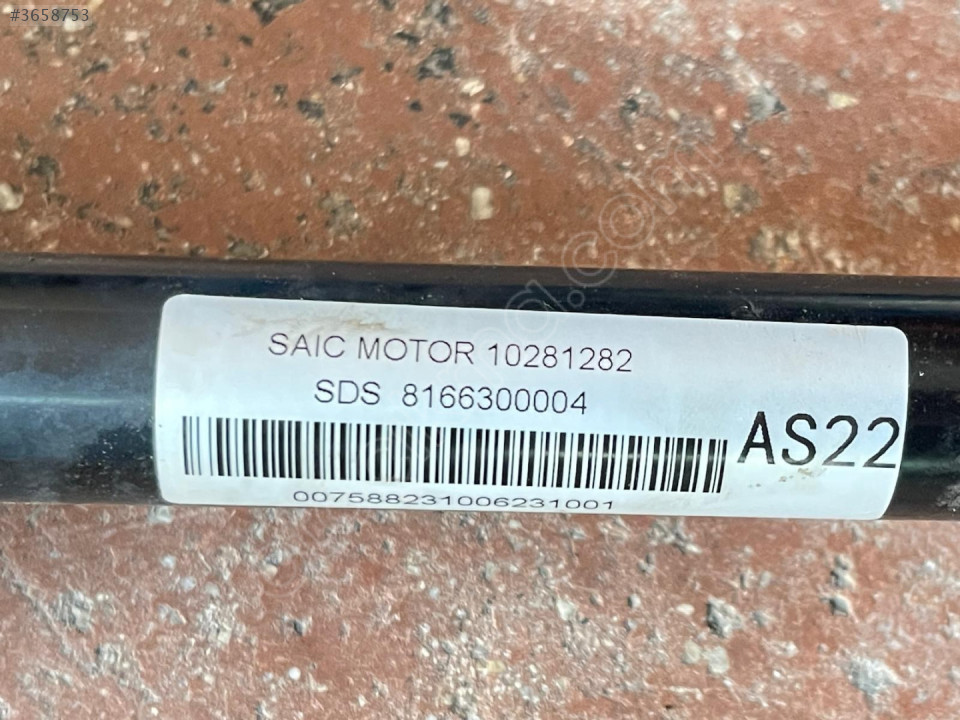 #3658753
SAIC MOTOR 10281282
SDS 8166300004
AS22
007588231006231001